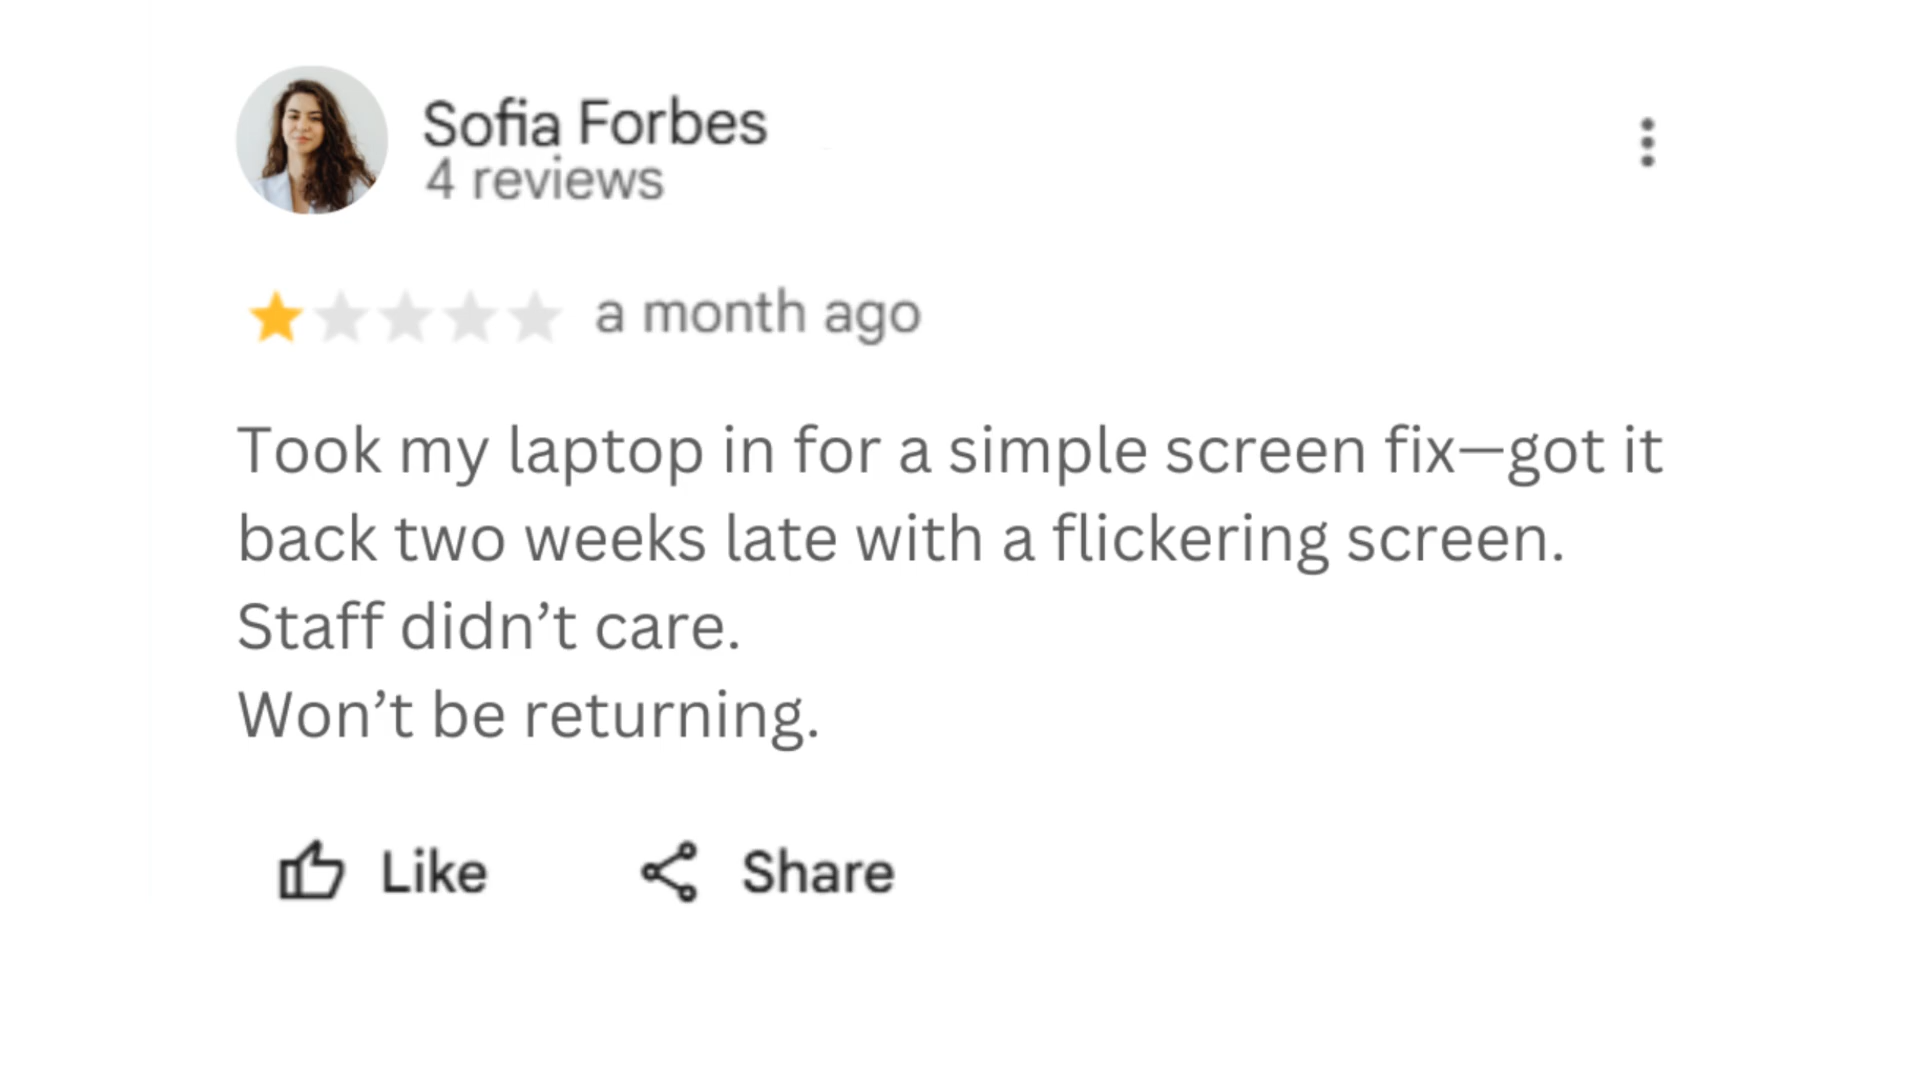 Sofia Forbes
4 reviews
a month ago
Took my laptop in for a simple screen fix—got it
back two weeks late with a flickering screen.
Staff didn’t care.
Won’t be returning.
Like
Share